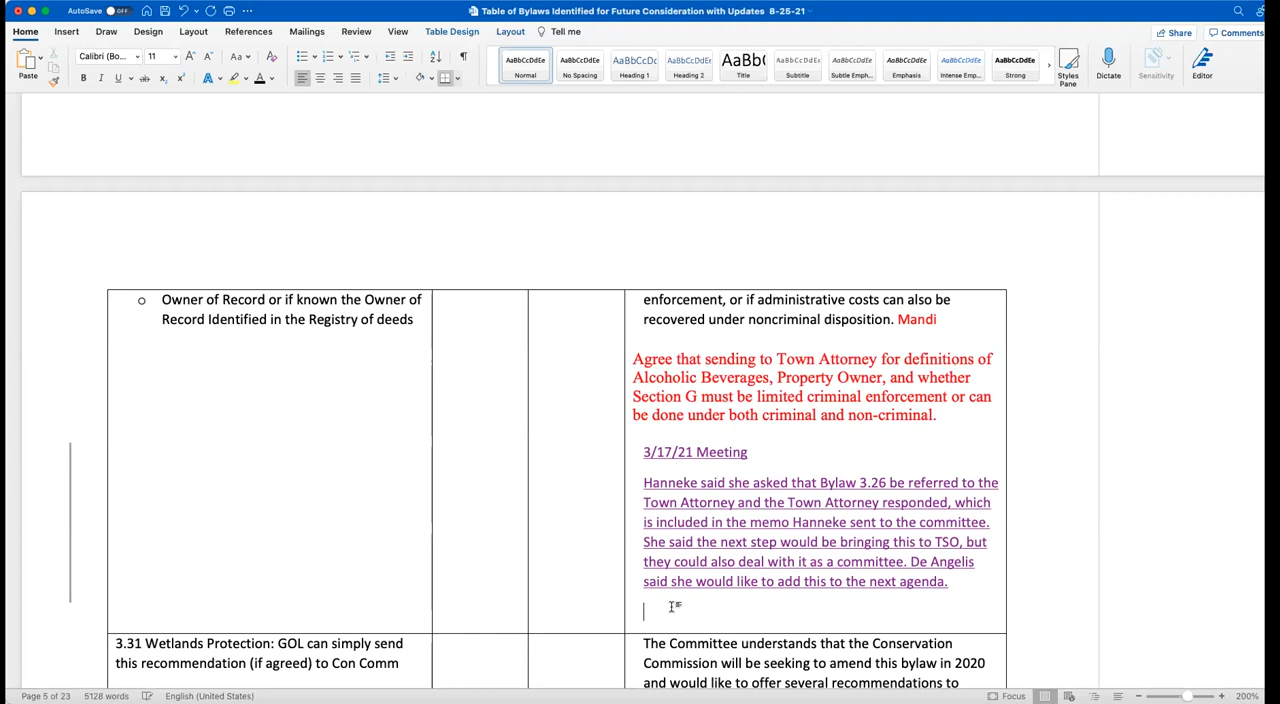 AutoSave OFF
Table of Bylaws Identified for Future Consideration with Updates 8-25-21
Home Insert Draw Design Layout References Mailings Review View Table Design Layout Tell me
Share Comments
Calibri (Bo... 11
Paste
AaBbCcDdEe AaBbCcDdEe AaBbCcDc AaBbCcDdEe AaBb( AaBbCcDdEe AaBbCcDdEe AaBbCcDdEe AaBbCcDdEe AaBbCcDdEe
Normal No Spacing Heading 1 Heading 2 Title Subtitle Subtle Emph... Emphasis Intense Emp... Strong
Styles Pane Dictate Sensitivity Editor
o Owner of Record or if known the Owner of
Record Identified in the Registry of deeds
enforcement, or if administrative costs can also be
recovered under noncriminal disposition. Mandi
Agree that sending to Town Attorney for definitions of
Alcoholic Beverages, Property Owner, and whether
Section G must be limited criminal enforcement or can
be done under both criminal and non-criminal.
3/17/21 Meeting
Hanneke said she asked that Bylaw 3.26 be referred to the
Town Attorney and the Town Attorney responded, which
is included in the memo Hanneke sent to the committee.
She said the next step would be bringing this to TSO, but
they could also deal with it as a committee. De Angelis
said she would like to add this to the next agenda.
3.31 Wetlands Protection: GOL can simply send
this recommendation (if agreed) to Con Comm
The Committee understands that the Conservation
Commission will be seeking to amend this bylaw in 2020
and would like to offer several recommendations to
Page 5 of 23 5128 words English (United States) Focus 200%